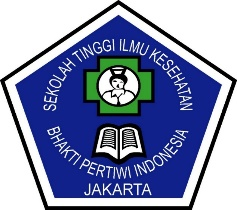 SEKOLAH TINGGI ILMU KESEHATAN
BHAKTI PERTIWI INDONESIA
JAKARTA